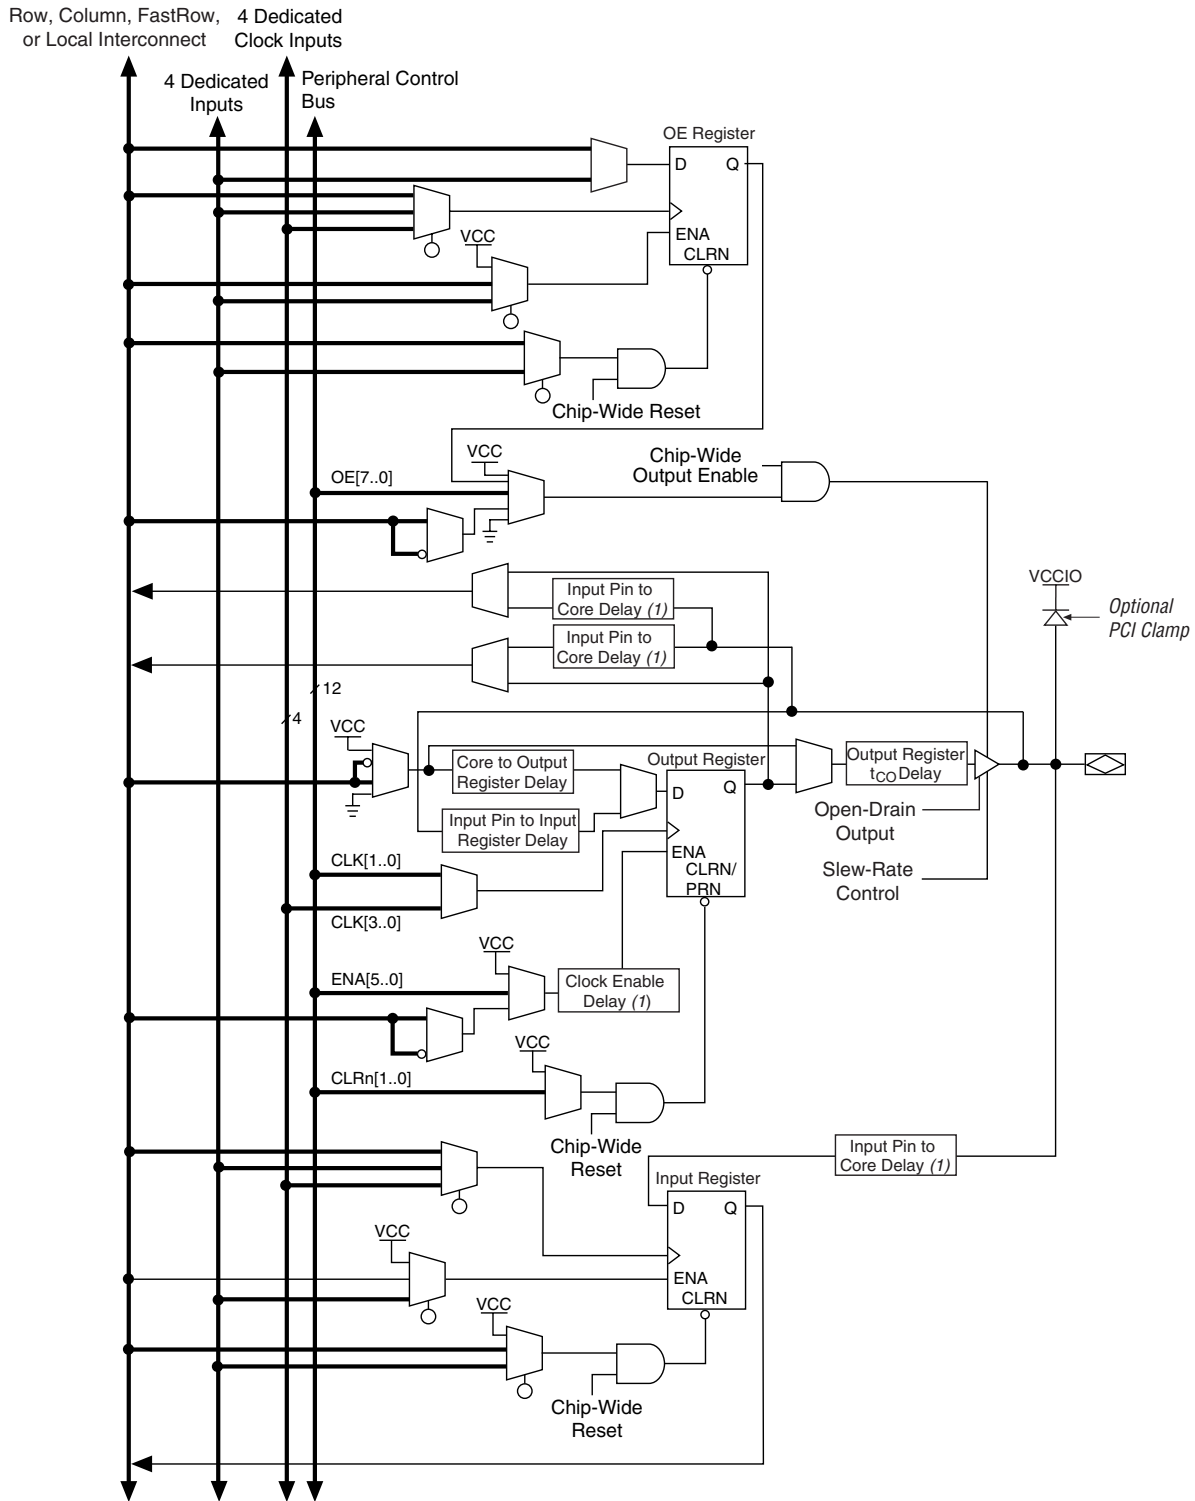 Row, Column, FastRow,
or Local Interconnect
4 Dedicated
Clock Inputs
4 Dedicated
Inputs
Peripheral Control
Bus
OE Register
D
Q
ENA
CLRN
VCC
Chip-Wide Reset
VCC
OE[7..0]
Chip-Wide
Output Enable
Input Pin to
Core Delay (1)
Input Pin to
Core Delay (1)
VCCIO
Optional
PCI Clamp
12
4
VCC
Core to Output
Register Delay
Input Pin to Input
Register Delay
Output Register
D
Q
ENA
CLRN/
PRN
Output Register
tCO Delay
Open-Drain
Output
Slew-Rate
Control
CLK[1..0]
CLK[3..0]
VCC
ENA[5..0]
Clock Enable
Delay (1)
VCC
CLRn[1..0]
Chip-Wide
Reset
Input Pin to
Core Delay (1)
Input Register
D
Q
ENA
CLRN
VCC
VCC
Chip-Wide
Reset